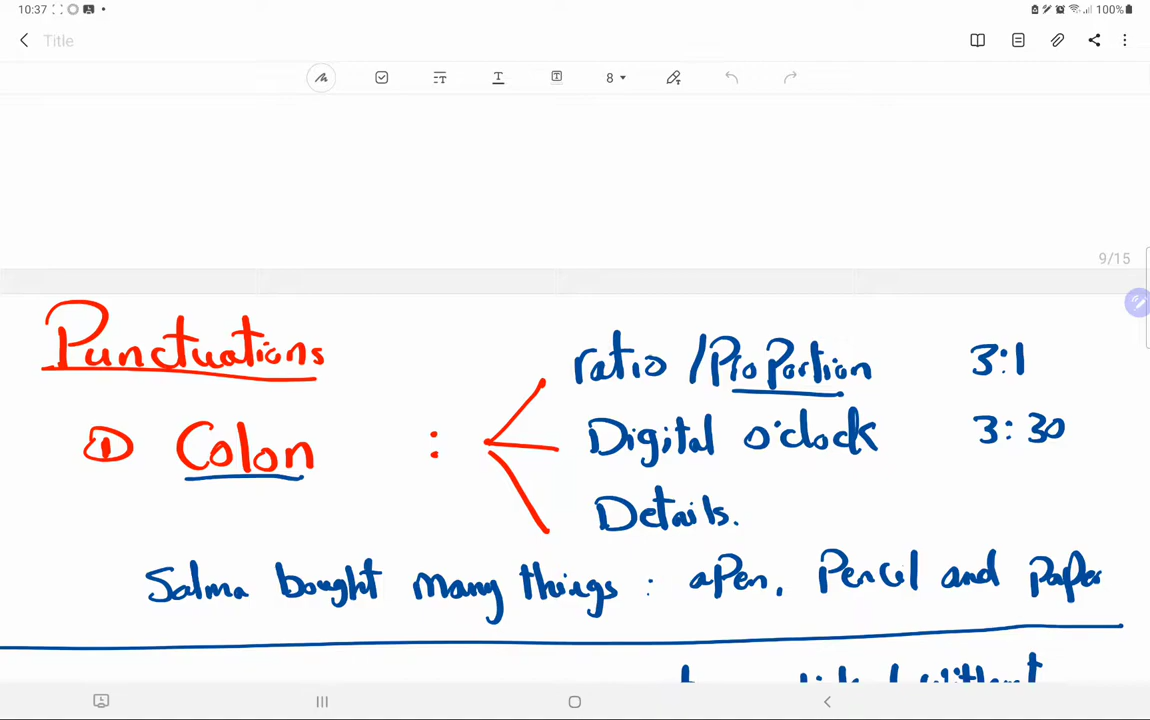 10:37
100%
Title
8
9/15
Punctuations
ratio / Proportion 3:1
① Colon : Digital o'clock 3:30
Details.
Salma bought many things : a Pen, Pencil and paper
without